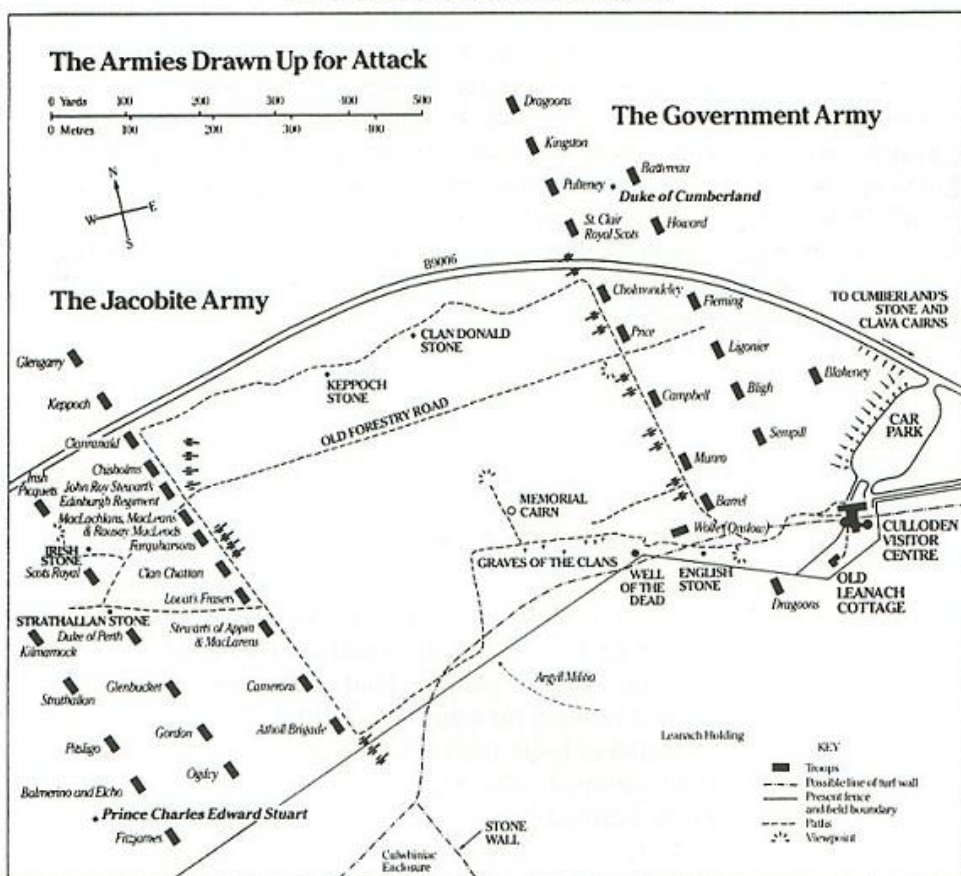 The Armies Drawn Up for Attack
0 Yards 100 200 300 400 500
0 Metres 100 200 300 400
N
W E
S
The Government Army
Dragoons
Kingston
Pulteney
Battereau
Duke of Cumberland
St. Clair
Royal Scots
Howard
B9006
The Jacobite Army
Cholmondeley
Fleming
TO CUMBERLAND'S
STONE AND
CLAVA CAIRNS
Price
Ligonier
Blakeney
Campbell
Bligh
Sempill
CAR
PARK
Munro
Barrel
Wolfe (Onslow)
CLAN DONALD
STONE
KEPPOCH
STONE
OLD FORESTRY ROAD
Glengarry
Keppoch
Clanranald
Chisholms
Irish
Picquets
John Roy Stewart's
Edinburgh Regiment
MacLachlans, MacLeans
& Raasay MacLeods
Farquharsons
IRISH
STONE
Scots Royal
Clan Chattan
Lovat's Frasers
STRATHALLAN STONE
Kilmarnock
Duke of Perth
Stewarts of Appin
& MacLarens
MEMORIAL
CAIRN
GRAVES OF THE CLANS
WELL
OF THE
DEAD
ENGLISH
STONE
CULLODEN
VISITOR
CENTRE
OLD
LEANACH
COTTAGE
Dragoons
Strathallan
Glenbucket
Camerons
Argyll Militia
Pitsligo
Gordon
Atholl Brigade
Leanach Holding
Ogilvy
Balmerino and Elcho
Prince Charles Edward Stuart
Fitzjames
STONE
WALL
Culwhiniac
Enclosure
KEY
Troops
Possible line of turf wall
Present fence
and field boundary
Paths
Viewpoint